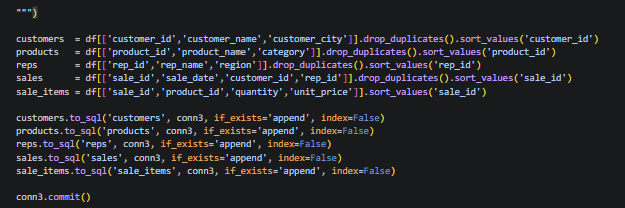 """)
customers  = df[['customer_id','customer_name','customer_city']].drop_duplicates().sort_values('customer_id')
products   = df[['product_id','product_name','category']].drop_duplicates().sort_values('product_id')
reps       = df[['rep_id','rep_name','region']].drop_duplicates().sort_values('rep_id')
sales      = df[['sale_id','sale_date','customer_id','rep_id']].drop_duplicates().sort_values('sale_id')
sale_items = df[['sale_id','product_id','quantity','unit_price']].sort_values('sale_id')
customers.to_sql('customers', conn3, if_exists='append', index=False)
products.to_sql('products', conn3, if_exists='append', index=False)
reps.to_sql('reps', conn3, if_exists='append', index=False)
sales.to_sql('sales', conn3, if_exists='append', index=False)
sale_items.to_sql('sale_items', conn3, if_exists='append', index=False)
conn3.commit()